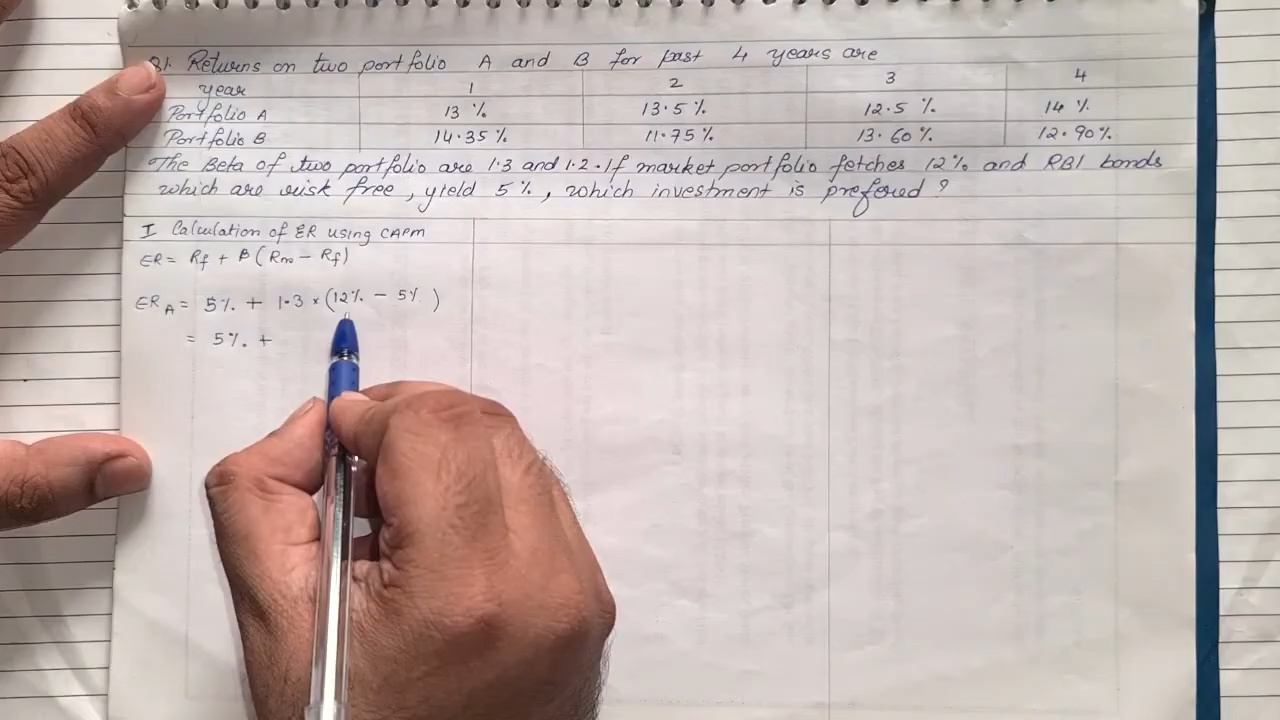 Q1. Returns on two portfolio A and B for past 4 years are
year 1 2 3 4
Portfolio A 13 % 13.5 % 12.5 % 14 %
Portfolio B 14.35 % 11.75 % 13.60 % 12.90 %
The Beta of two portfolio are 1.3 and 1.2. If market portfolio fetches 12% and RBI bonds
which are risk free, yield 5 %, which investment is prefered ?
I Calculation of ER using CAPM
ER = Rf + B (Rm - Rf)
ER A = 5% + 1.3 × (12% - 5% )
= 5% +